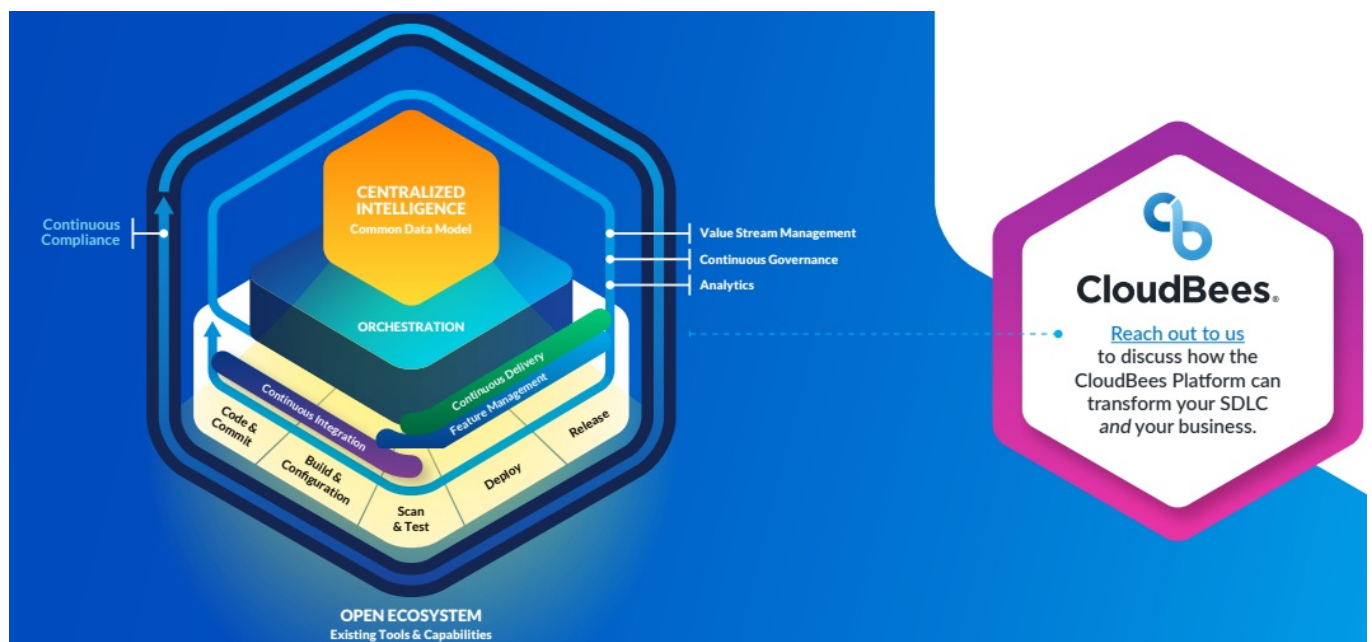 CENTRALIZED
INTELLIGENCE
Common Data Model
Continuous
Compliance
Value Stream Management
Continuous Governance
Analytics
ORCHESTRATION
Continuous Delivery
Feature Management
Continuous Integration
Code &
Commit
Build &
Configuration
Scan
& Test
Deploy
Release
OPEN ECOSYSTEM
Existing Tools & Capabilities
CloudBees®
Reach out to us
to discuss how the
CloudBees Platform can
transform your SDLC
and your business.